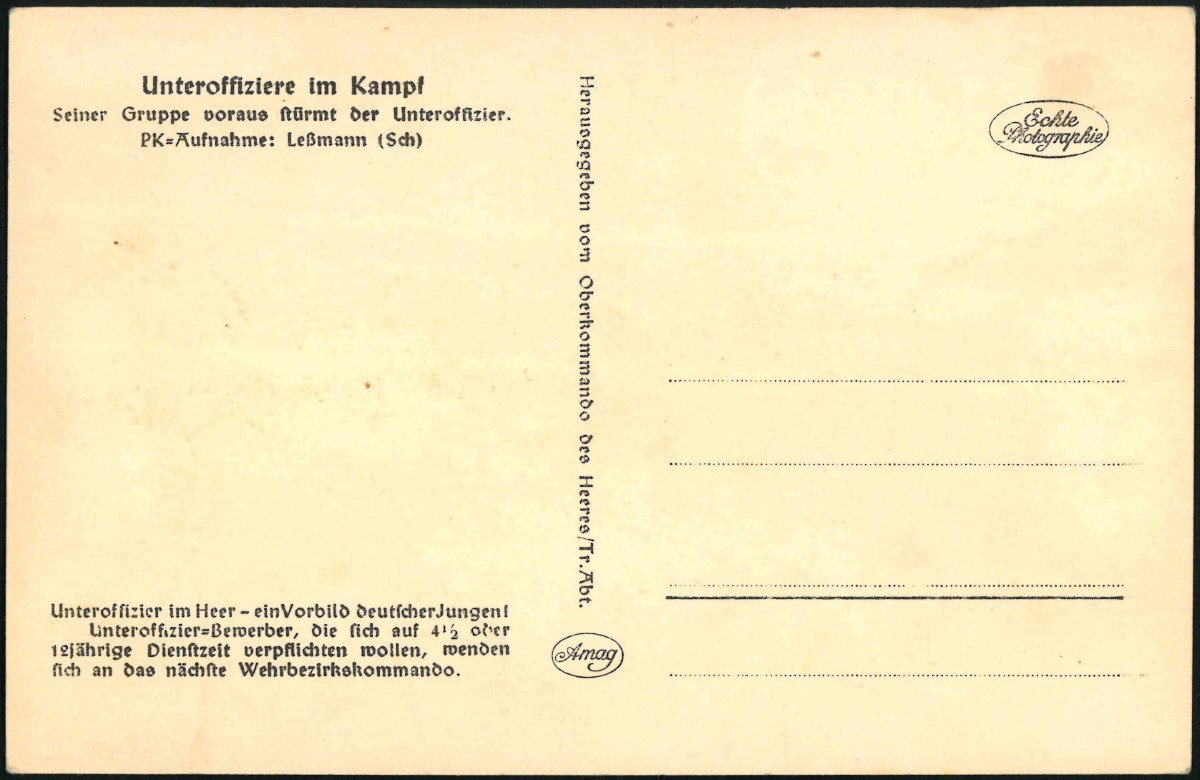 Unteroffiziere im Kampf
Seiner Gruppe voraus stürmt der Unteroffizier.
PK=Aufnahme: Leßmann (Sch)
Unteroffizier im Heer – ein Vorbild deutscher Jungen!
Unteroffizier=Bewerber, die sich auf 4½ oder
12jährige Dienstzeit verpflichten wollen, wenden
sich an das nächste Wehrbezirkskommando.
Herausgegeben vom Oberkommando des Heeres/Tr. Abt.
Amag
Echte
Photographie